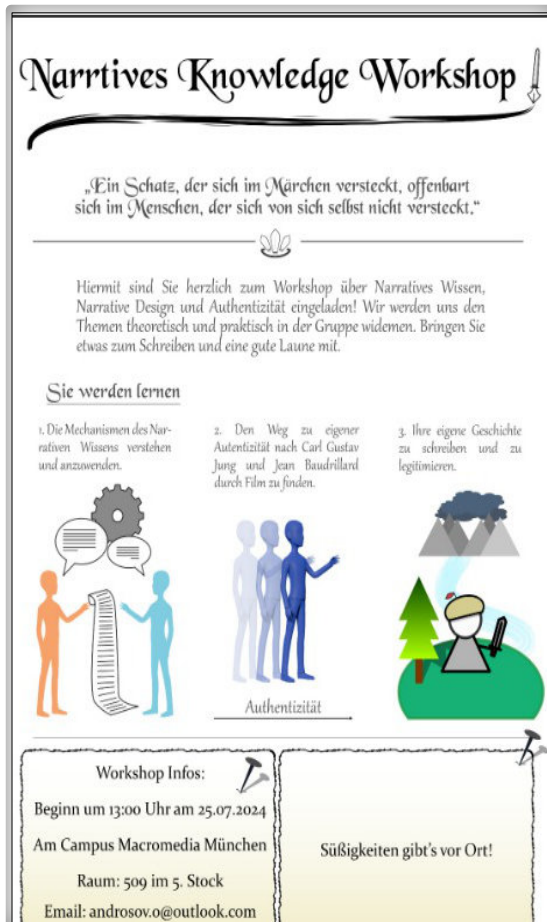 Narrtives Knowledge Workshop
„Ein Schatz, der sich im Märchen versteckt, offenbart
sich im Menschen, der sich von sich selbst nicht versteckt.“
Hiermit sind Sie herzlich zum Workshop über Narratives Wissen,
Narrative Design und Authentizität eingeladen! Wir werden uns den
Themen theoretisch und praktisch in der Gruppe widemen. Bringen Sie
etwas zum Schreiben und eine gute Laune mit.
Sie werden lernen
1. Die Mechanismen des Nar-
rativen Wissens verstehen
und anzuwenden.
2. Den Weg zu eigener
Autentizität nach Carl Gustav
Jung und Jean Baudrillard
durch Film zu finden.
3. Ihre eigene Geschichte
zu schreiben und zu
legitimieren.
Authentizität
Workshop Infos:
Beginn um 13:00 Uhr am 25.07.2024
Am Campus Macromedia München
Raum: 509 im 5. Stock
Email: androsov.o@outlook.com
Süßigkeiten gibt's vor Ort!